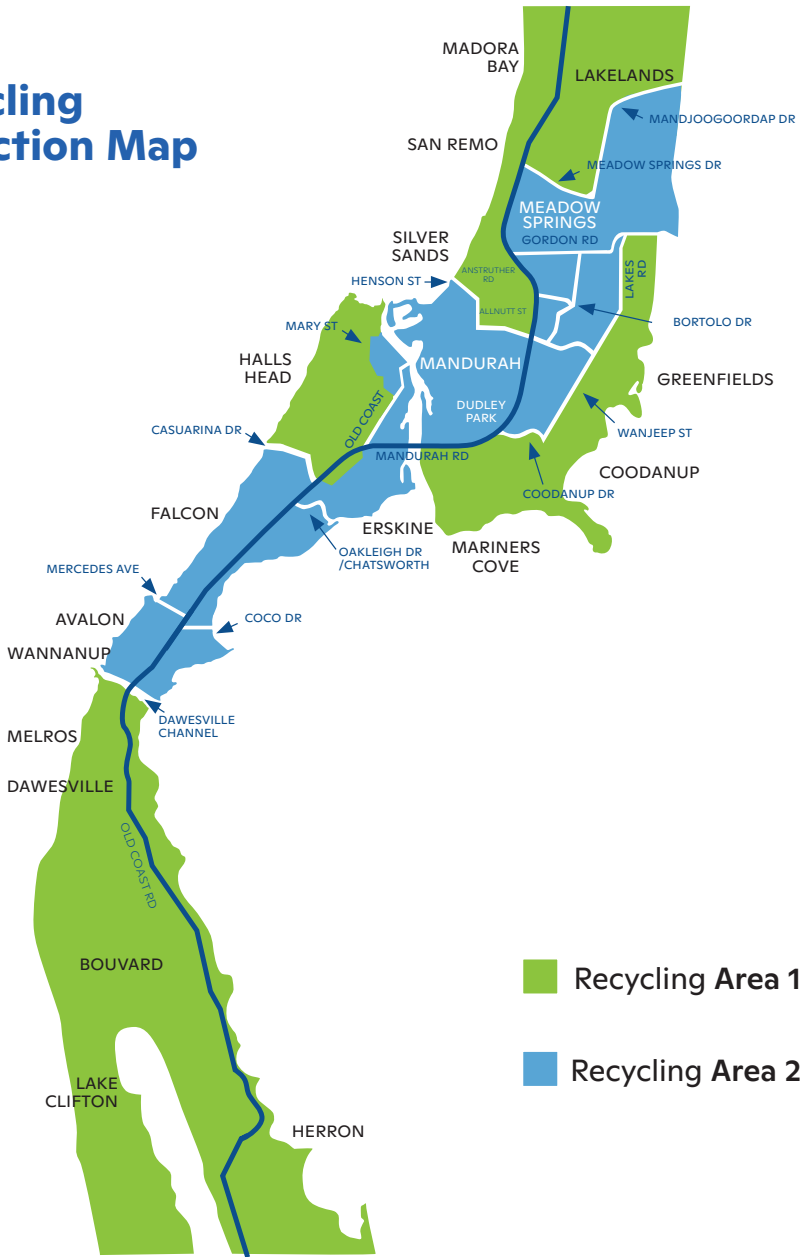 cling
ction Map
MADORA
BAY
LAKELANDS
MANDJOOGOORDAP DR
SAN REMO
MEADOW SPRINGS DR
MEADOW
SPRINGS
GORDON RD
SILVER
SANDS
ANSTRUTHER
RD
LAKES
RD
HENSON ST
ALLNUTT ST
BORTOLO DR
MARY ST
HALLS
HEAD
MANDURAH
GREENFIELDS
OLD COAST
DUDLEY
PARK
CASUARINA DR
WANJEEP ST
MANDURAH RD
COODANUP
COODANUP DR
FALCON
ERSKINE
MARINERS
COVE
OAKLEIGH DR
/CHATSWORTH
MERCEDES AVE
AVALON
COCO DR
WANNANUP
DAWESVILLE
CHANNEL
MELROS
DAWESVILLE
OLD COAST RD
BOUVARD
Recycling Area 1
Recycling Area 2
LAKE
CLIFTON
HERRON